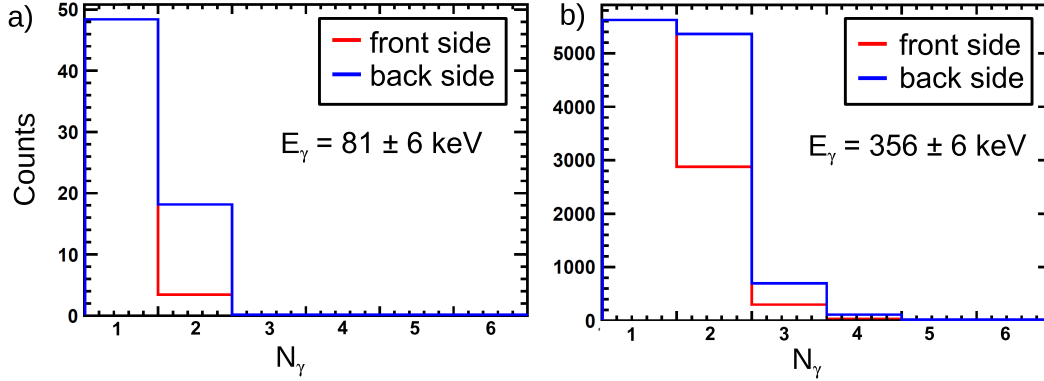 a)
50
40
30
20
10
0
Counts
front side
back side
Eγ = 81 ± 6 keV
1 2 3 4 5 6
Nγ
b)
5000
4000
3000
2000
1000
0
front side
back side
Eγ = 356 ± 6 keV
1 2 3 4 5 6
Nγ